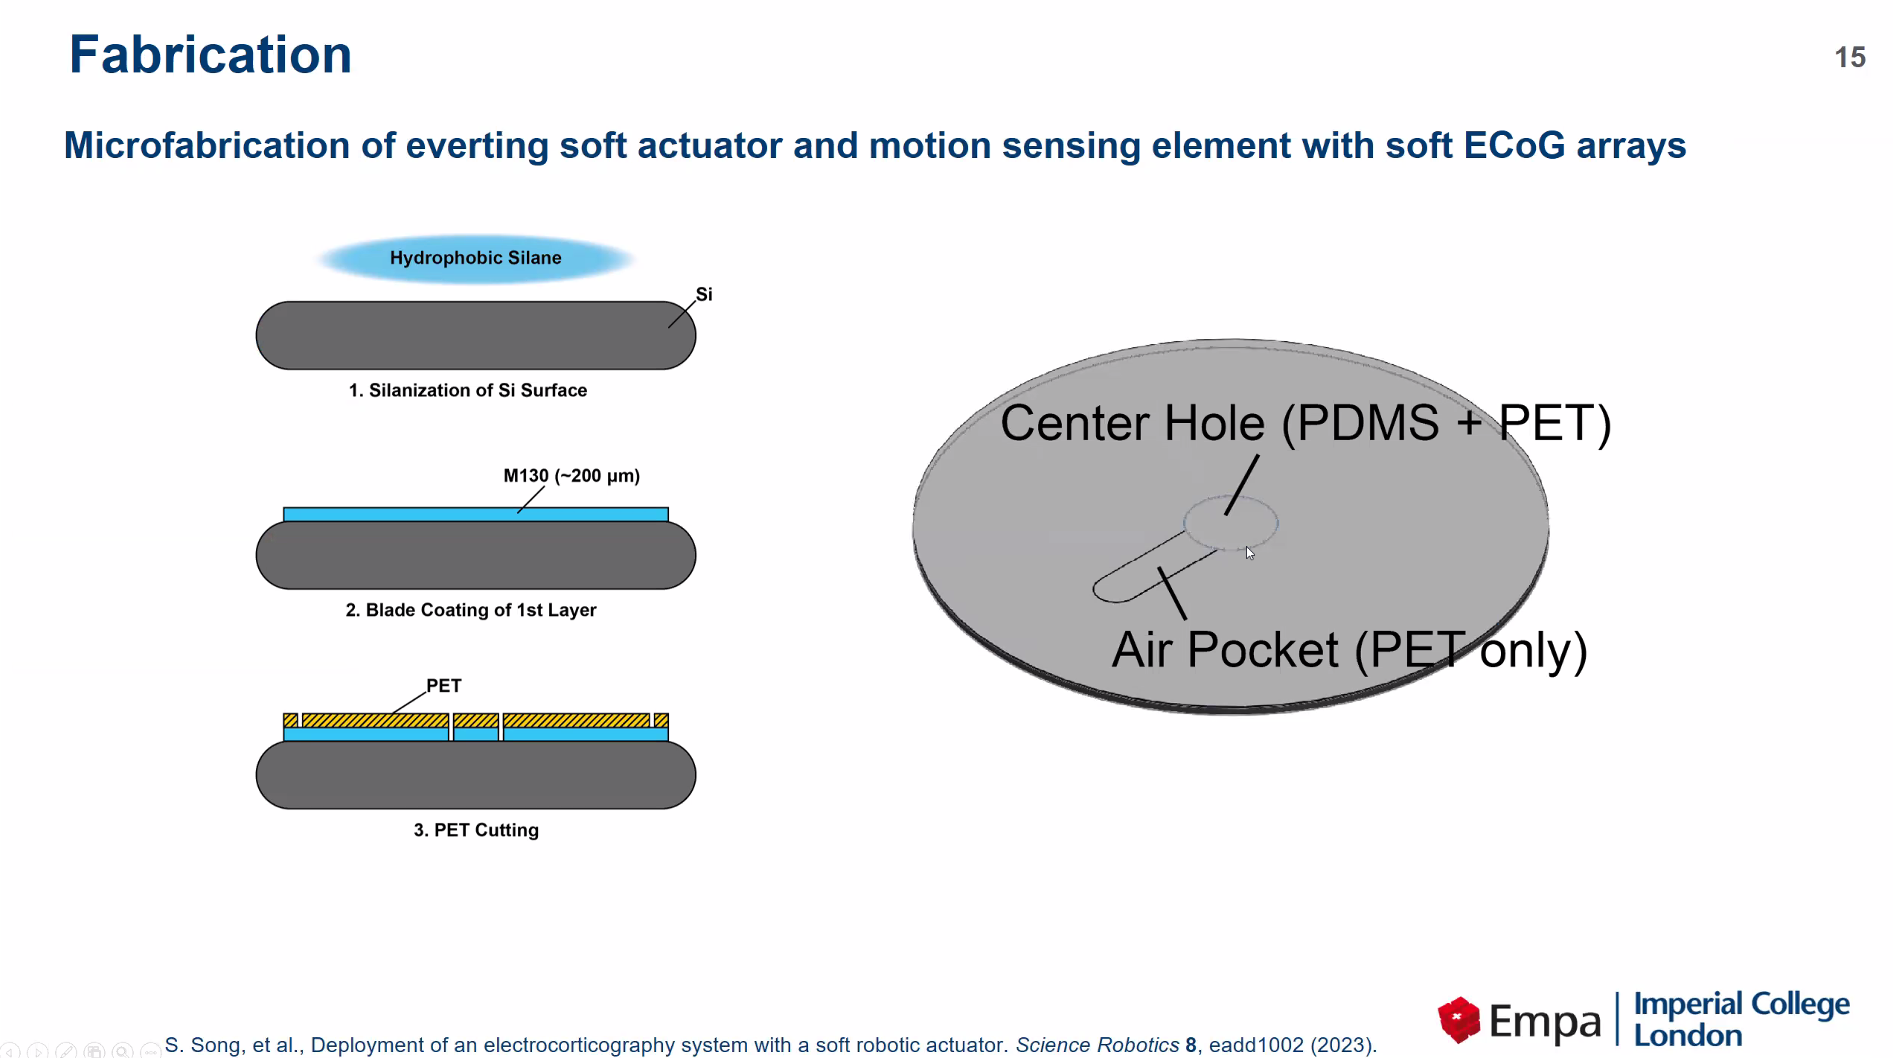 Fabrication
15
Microfabrication of everting soft actuator and motion sensing element with soft ECoG arrays
Hydrophobic Silane
Si
1. Silanization of Si Surface
M130 (~200 µm)
2. Blade Coating of 1st Layer
PET
3. PET Cutting
Center Hole (PDMS + PET)
Air Pocket (PET only)
Empa
Imperial College
London
S. Song, et al., Deployment of an electrocorticography system with a soft robotic actuator. Science Robotics 8, eadd1002 (2023).